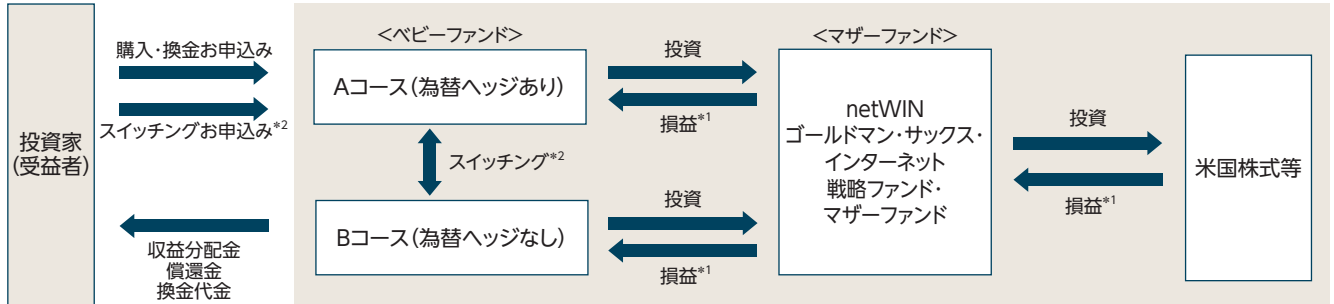 投資家
(受益者)
購入・換金お申込み
スイッチングお申込み*2
収益分配金
償還金
換金代金
<ベビーファンド>
Aコース(為替ヘッジあり)
スイッチング*2
Bコース(為替ヘッジなし)
投資
損益*1
投資
損益*1
<マザーファンド>
netWIN
ゴールドマン・サックス・
インターネット
戦略ファンド・
マザーファンド
投資
損益*1
米国株式等